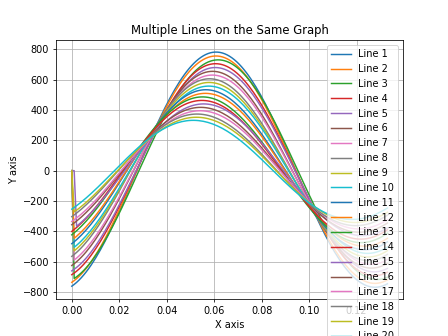 Multiple Lines on the Same Graph
Y axis
800
600
400
200
0
−200
−400
−600
−800
0.00
0.02
0.04
0.06
0.08
0.10
X axis
Line 1
Line 2
Line 3
Line 4
Line 5
Line 6
Line 7
Line 8
Line 9
Line 10
Line 11
Line 12
Line 13
Line 14
Line 15
Line 16
Line 17
Line 18
Line 19
Line 20